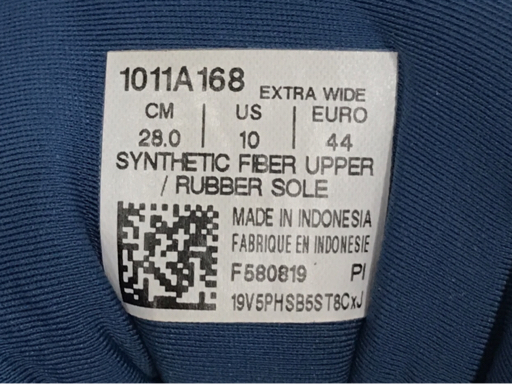 1011A168 EXTRA WIDE
CM | US | EURO
28.0 | 10 | 44
SYNTHETIC FIBER UPPER
/ RUBBER SOLE
MADE IN INDONESIA
FABRIQUE EN INDONESIE
F580819 PI
19V5PHSB5ST8CxJ